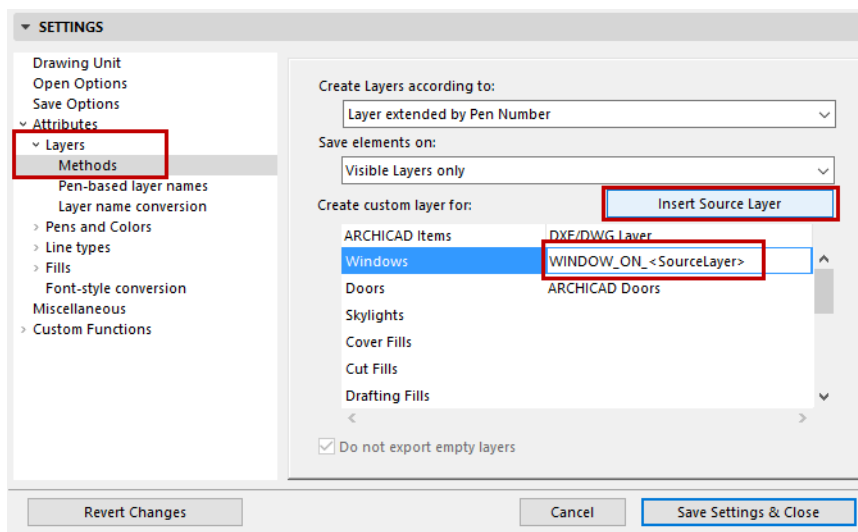 SETTINGS
Drawing Unit
Open Options
Save Options
Attributes
Layers
Methods
Pen-based layer names
Layer name conversion
Pens and Colors
Line types
Fills
Font-style conversion
Miscellaneous
Custom Functions
Create Layers according to:
Layer extended by Pen Number
Save elements on:
Visible Layers only
Create custom layer for:
Insert Source Layer
ARCHICAD Items DXF/DWG Layer
Windows WINDOW_ON_<SourceLayer>
Doors ARCHICAD Doors
Skylights
Cover Fills
Cut Fills
Drafting Fills
Do not export empty layers
Revert Changes
Cancel
Save Settings & Close